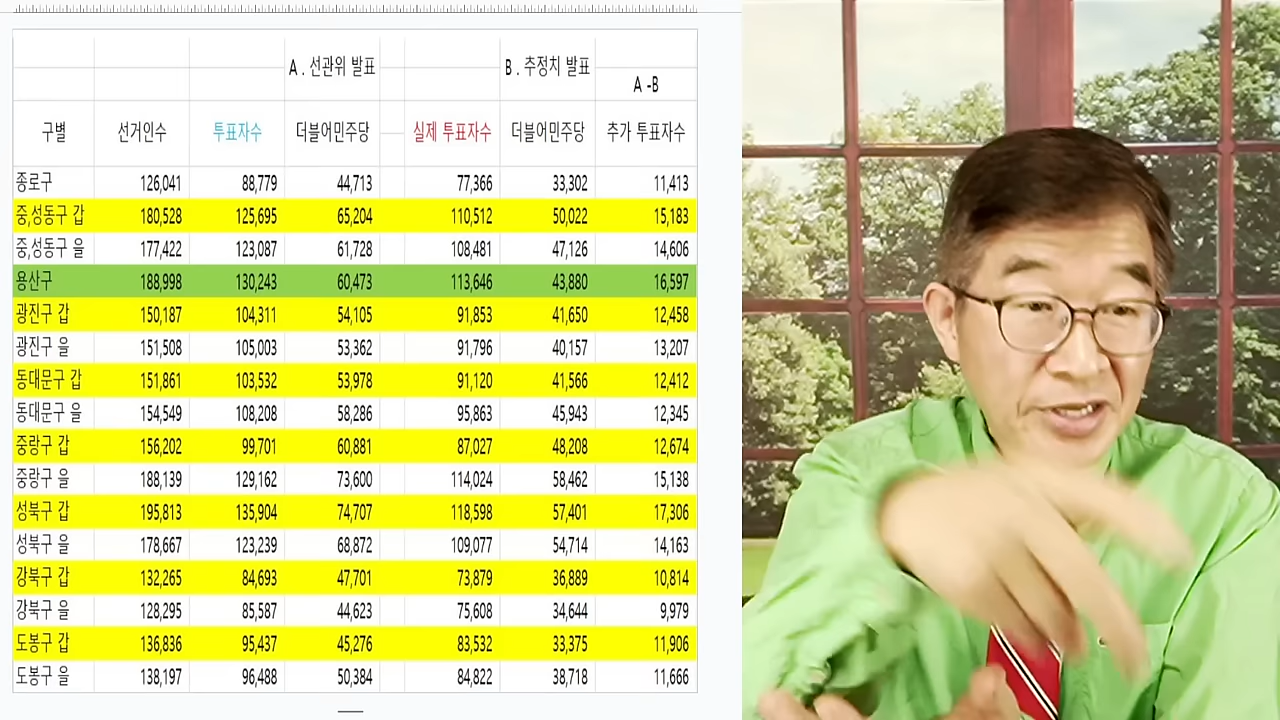 A . 선관위 발표 B . 추정치 발표
A -B
구별 선거인수 투표자수 더불어민주당 실제 투표자수 더불어민주당 추가 투표자수
종로구 126,041 88,779 44,713 77,366 33,302 11,413
중,성동구 갑 180,528 125,695 65,204 110,512 50,022 15,183
중,성동구 을 177,422 123,087 61,728 108,481 47,126 14,606
용산구 188,998 130,243 60,473 113,646 43,880 16,597
광진구 갑 150,187 104,311 54,105 91,853 41,650 12,458
광진구 을 151,508 105,003 53,362 91,796 40,157 13,207
동대문구 갑 151,861 103,532 53,978 91,120 41,566 12,412
동대문구 을 154,549 108,208 58,286 95,863 45,943 12,345
중랑구 갑 156,202 99,701 60,881 87,027 48,208 12,674
중랑구 을 188,139 129,162 73,600 114,024 58,462 15,138
성북구 갑 195,813 135,904 74,707 118,598 57,401 17,306
성북구 을 178,667 123,239 68,872 109,077 54,714 14,163
강북구 갑 132,265 84,693 47,701 73,879 36,889 10,814
강북구 을 128,295 85,587 44,623 75,608 34,644 9,979
도봉구 갑 136,836 95,437 45,276 83,532 33,375 11,906
도봉구 을 138,197 96,488 50,384 84,822 38,718 11,666